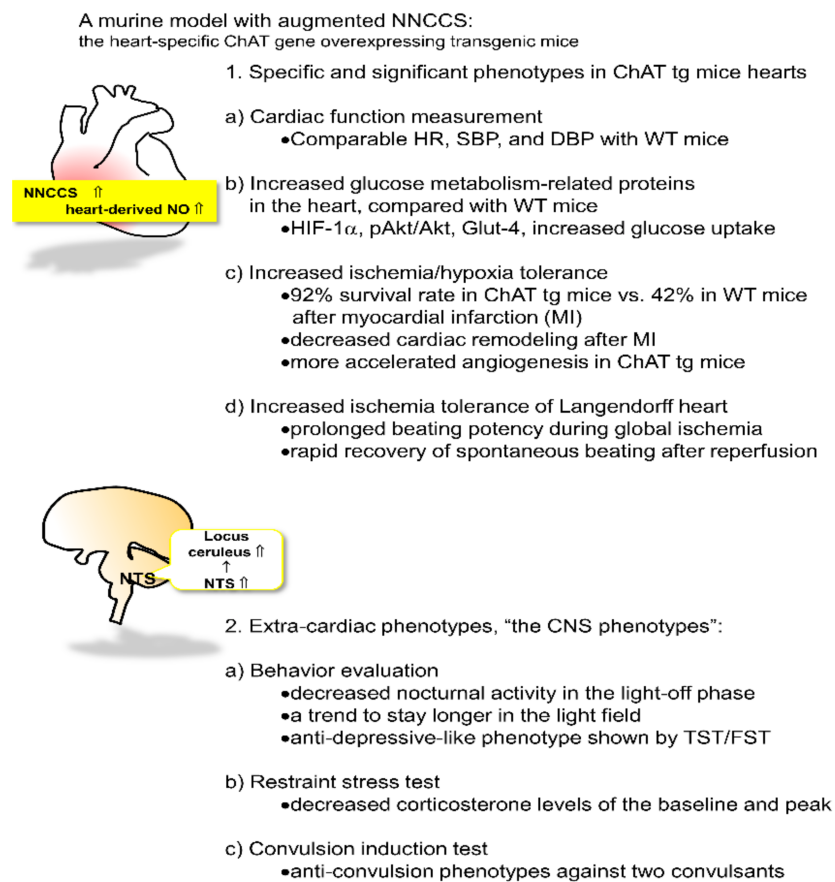 A murine model with augmented NNCCS:
the heart-specific ChAT gene overexpressing transgenic mice
1. Specific and significant phenotypes in ChAT tg mice hearts
a) Cardiac function measurement
●Comparable HR, SBP, and DBP with WT mice
NNCCS ⇑
heart-derived NO ⇑
b) Increased glucose metabolism-related proteins
in the heart, compared with WT mice
●HIF-1α, pAkt/Akt, Glut-4, increased glucose uptake
c) Increased ischemia/hypoxia tolerance
●92% survival rate in ChAT tg mice vs. 42% in WT mice
after myocardial infarction (MI)
●decreased cardiac remodeling after MI
●more accelerated angiogenesis in ChAT tg mice
d) Increased ischemia tolerance of Langendorff heart
●prolonged beating potency during global ischemia
●rapid recovery of spontaneous beating after reperfusion
Locus
ceruleus ⇑
↑
NTS ⇑
NTS
2. Extra-cardiac phenotypes, “the CNS phenotypes”:
a) Behavior evaluation
●decreased nocturnal activity in the light-off phase
●a trend to stay longer in the light field
●anti-depressive-like phenotype shown by TST/FST
b) Restraint stress test
●decreased corticosterone levels of the baseline and peak
c) Convulsion induction test
●anti-convulsion phenotypes against two convulsants